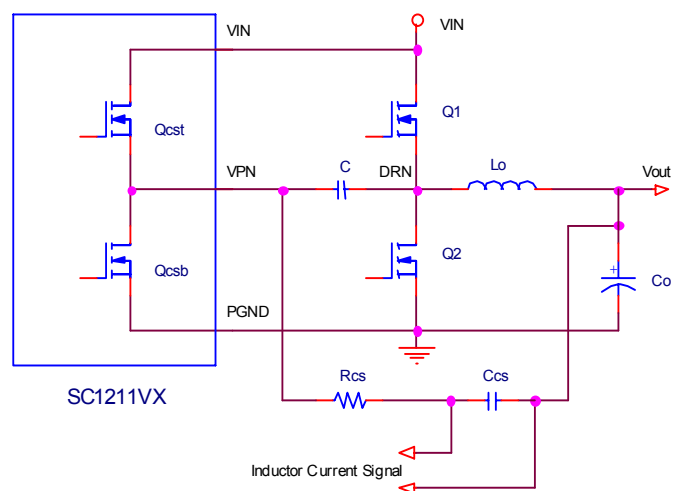 VIN
VIN
Qcst
Q1
VPN
C
DRN
Lo
Vout
Qcsb
Q2
+
Co
PGND
SC1211VX
Rcs
Ccs
Inductor Current Signal